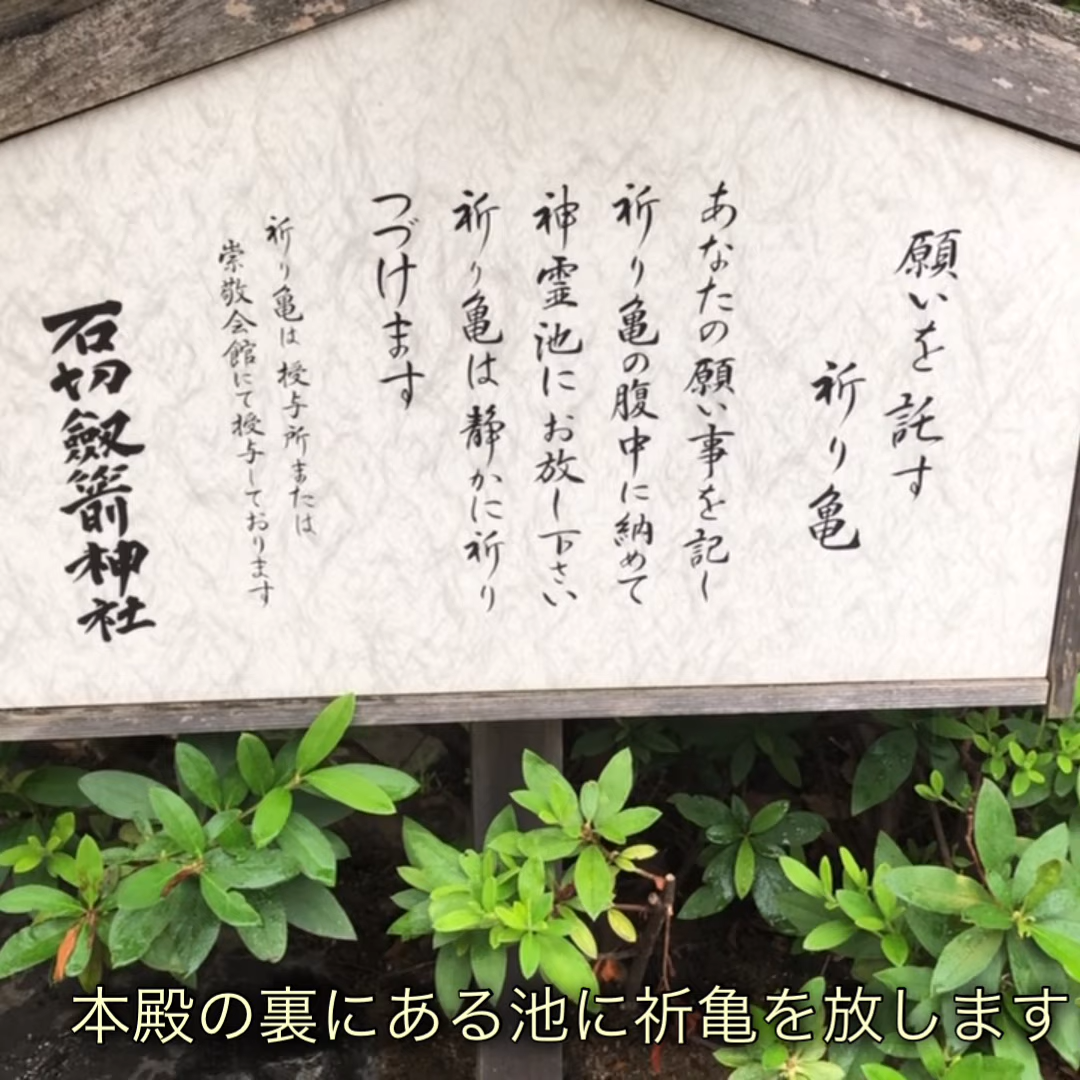 願いを託す
祈り亀
あなたの願い事を記し
祈り亀の腹中に納めて
神霊池にお放し下さい
祈り亀は静かに祈り
つづけます
祈り亀は授与所または
崇敬会館にて授与しております
石切劔箭神社
本殿の裏にある池に祈亀を放します